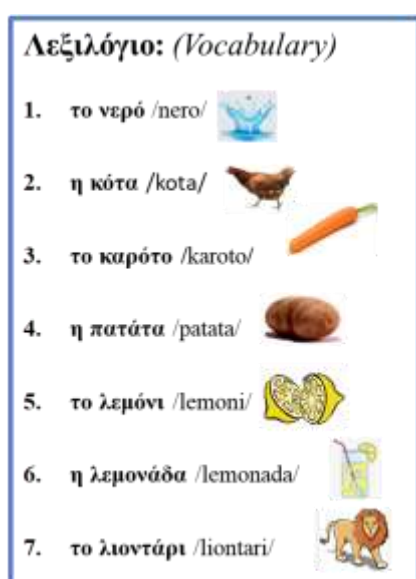 Λεξιλόγιο: (Vocabulary)
1. το νερό /nero/
2. η κότα /kota/
3. το καρότο /karoto/
4. η πατάτα /patata/
5. το λεμόνι /lemoni/
6. η λεμονάδα /lemonada/
7. το λιοντάρι /liontari/